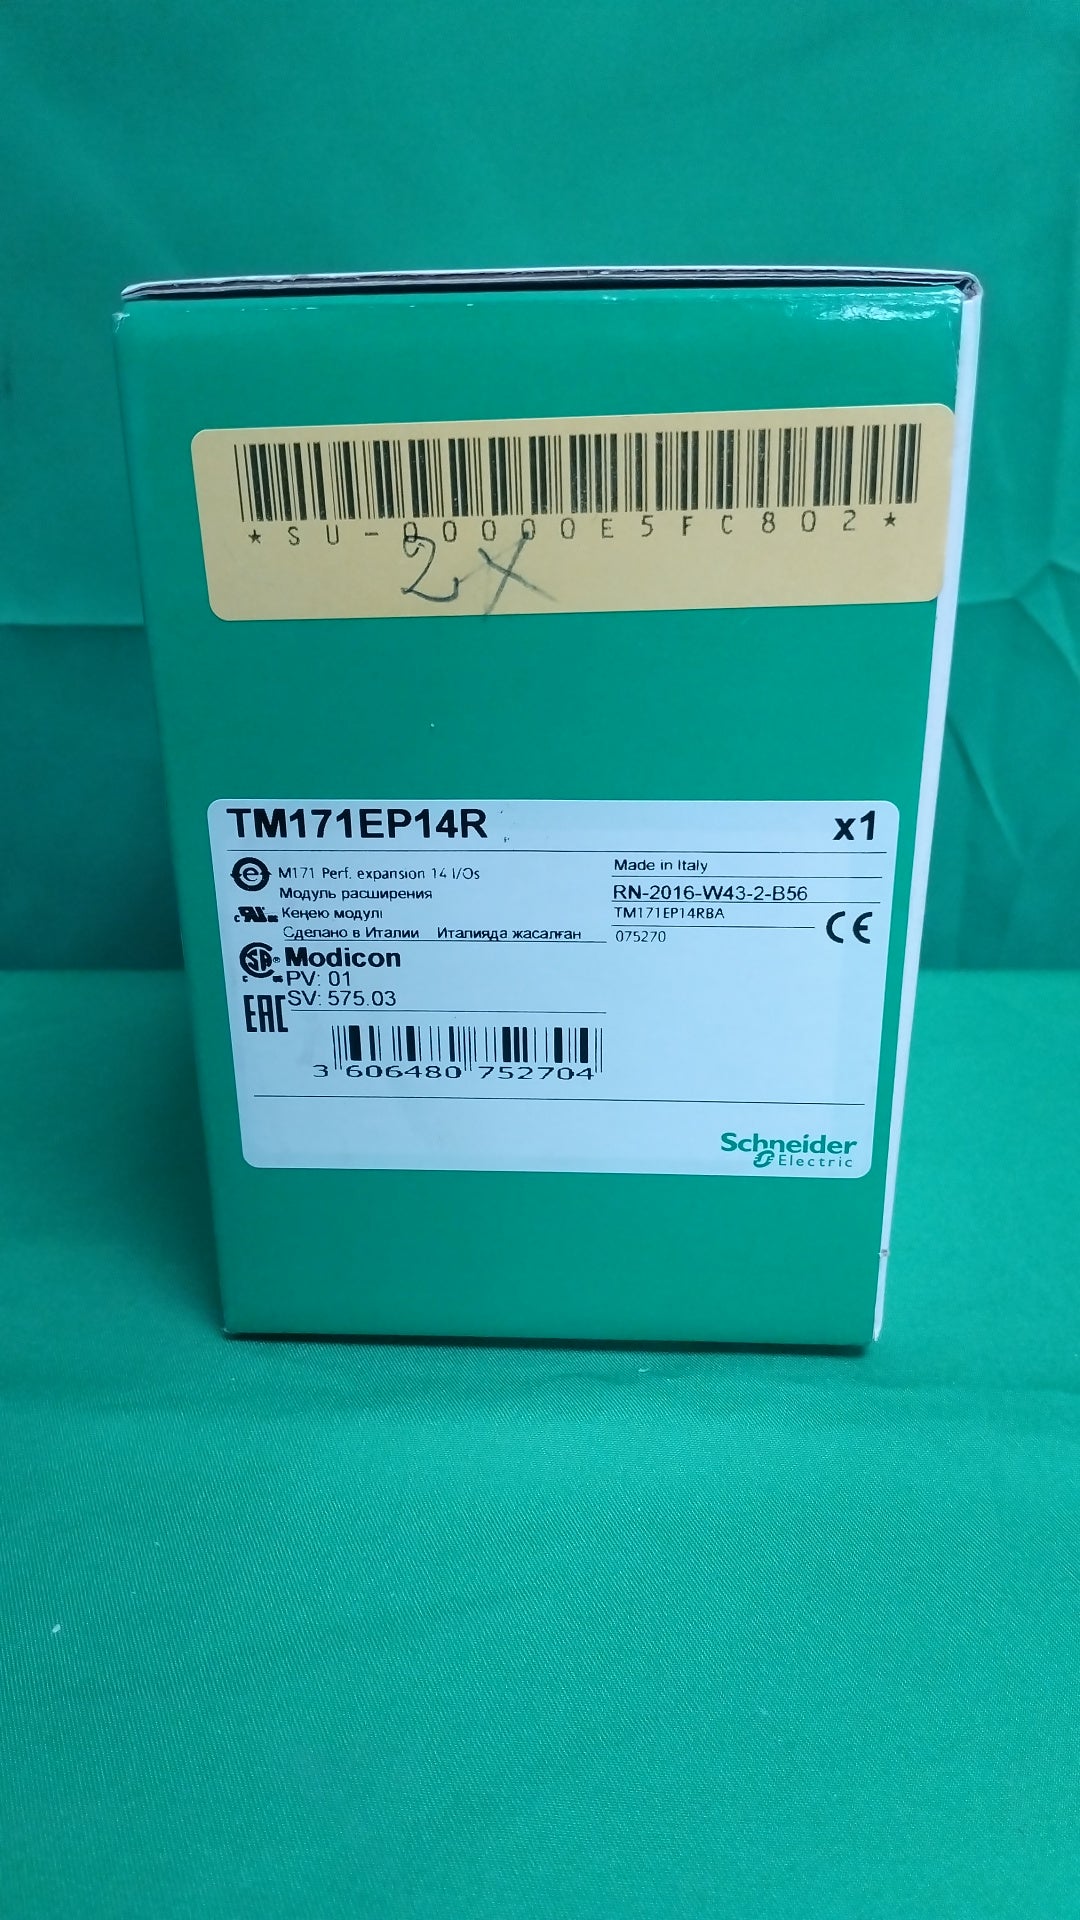 *SU-00000E5FC802*
2X
TM171EP14R x1
M171 Perf. expansion 14 I/Os
Модуль расширения
Кеңею модулі
Сделано в Италии Италияда жасалған
Made in Italy
RN-2016-W43-2-B56
TM171EP14RBA
075270
CE
Modicon
PV: 01
SV: 575.03
EAC
3 606480 752704
Schneider
Electric